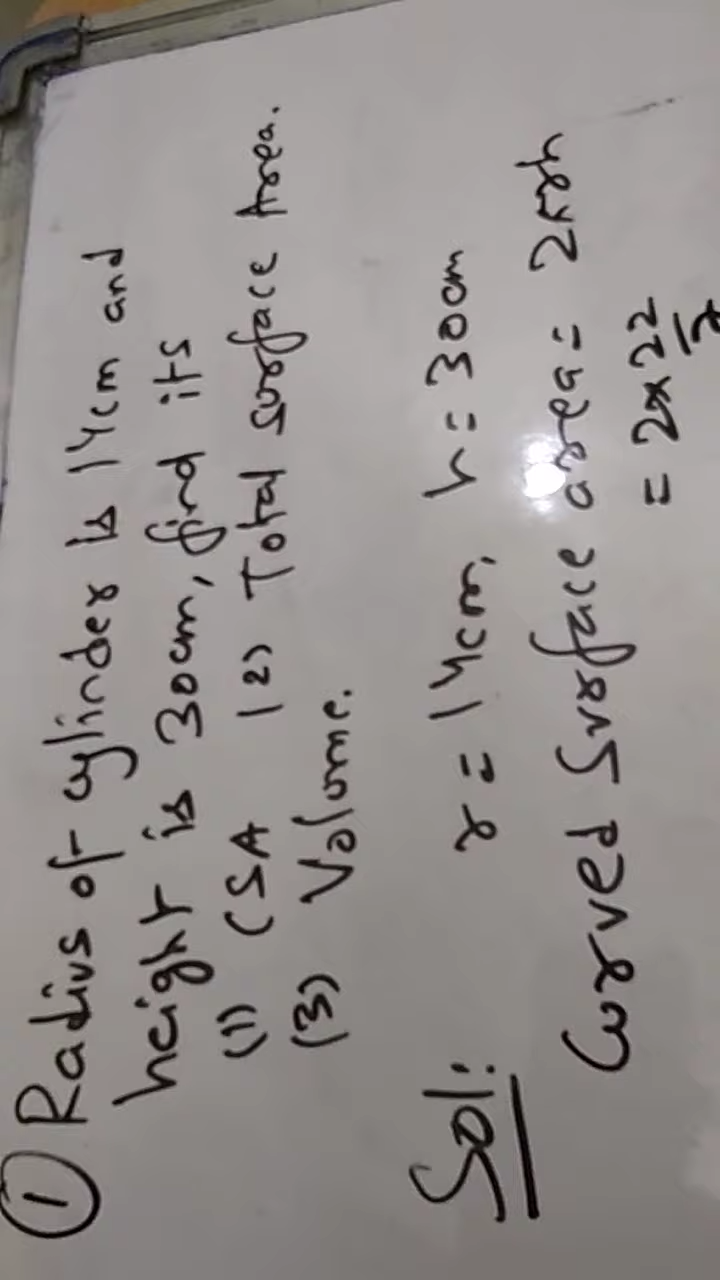 ① Radius of cylinder is 14cm and
height is 30cm, find its
(1) CSA (2) Total surface Area.
(3) Volume.
Sol: r = 14cm, h = 30cm
Curved Surface area = 2πrh
= 2×22/7